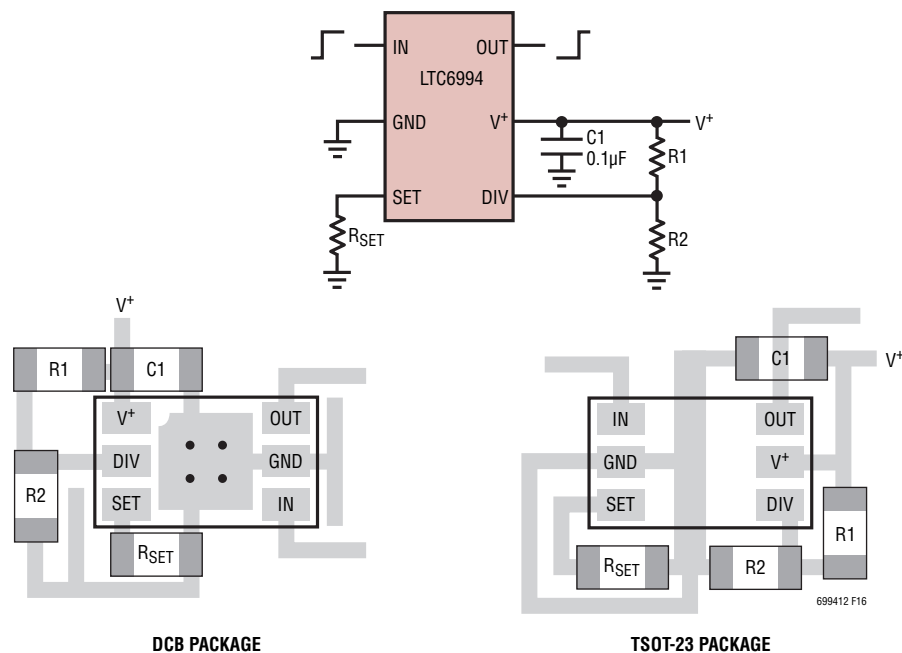 IN OUT
LTC6994
GND V+ V+
C1
0.1µF
R1
SET DIV
RSET
R2
V+
R1 C1
V+ OUT
DIV GND
SET IN
R2
RSET
C1 V+
IN OUT
GND V+
SET DIV
RSET R2 R1
699412 F16
DCB PACKAGE TSOT-23 PACKAGE